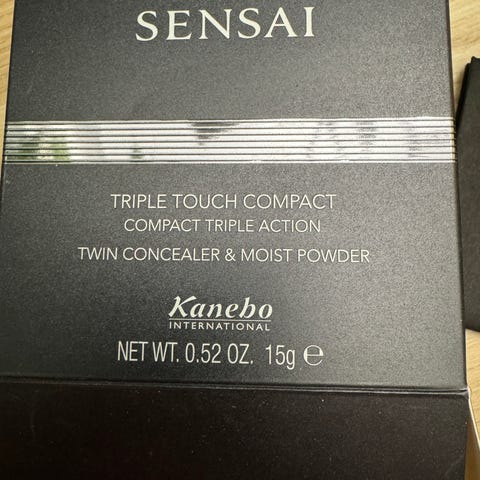 SENSAI
TRIPLE TOUCH COMPACT
COMPACT TRIPLE ACTION
TWIN CONCEALER & MOIST POWDER
Kanebo
INTERNATIONAL
NET WT. 0.52 OZ. 15g ℮